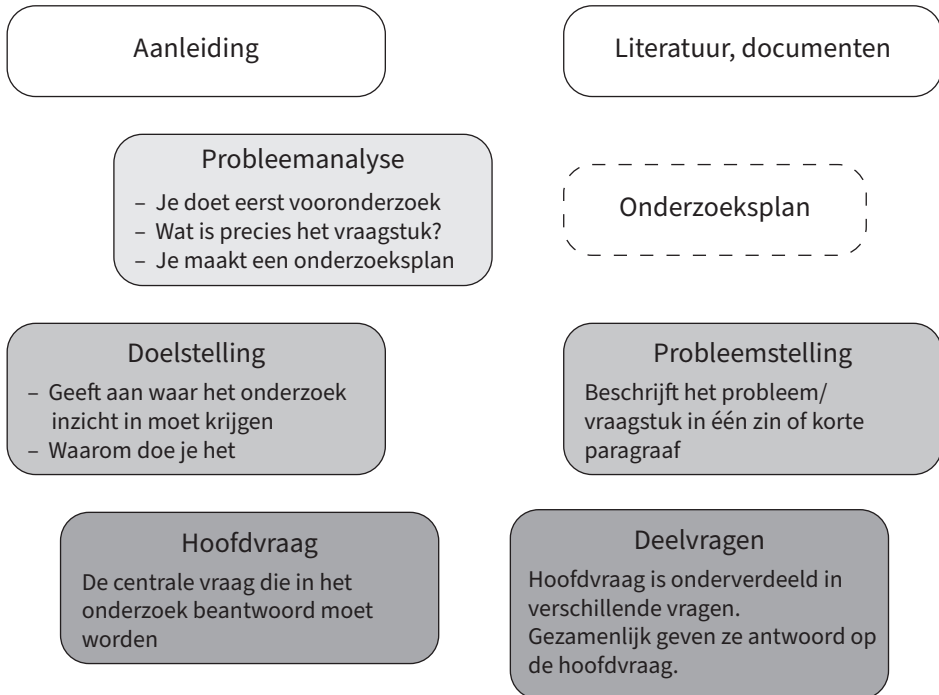 Aanleiding
Literatuur, documenten
Probleemanalyse
– Je doet eerst vooronderzoek
– Wat is precies het vraagstuk?
– Je maakt een onderzoeksplan
Onderzoeksplan
Doelstelling
– Geeft aan waar het onderzoek
inzicht in moet krijgen
– Waarom doe je het
Probleemstelling
Beschrijft het probleem/
vraagstuk in één zin of korte
paragraaf
Hoofdvraag
De centrale vraag die in het
onderzoek beantwoord moet
worden
Deelvragen
Hoofdvraag is onderverdeeld in
verschillende vragen.
Gezamenlijk geven ze antwoord op
de hoofdvraag.